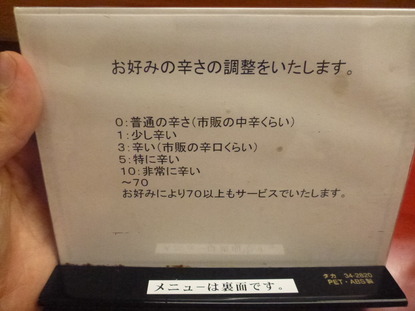 お好みの辛さの調整をいたします。
0：普通の辛さ（市販の中辛くらい）
1：少し辛い
3：辛い（市販の辛口くらい）
5：特に辛い
10：非常に辛い
～70
お好みにより70以上もサービスでいたします。
タカ 34-2820
PET・ABS製
メニューは裏面です。